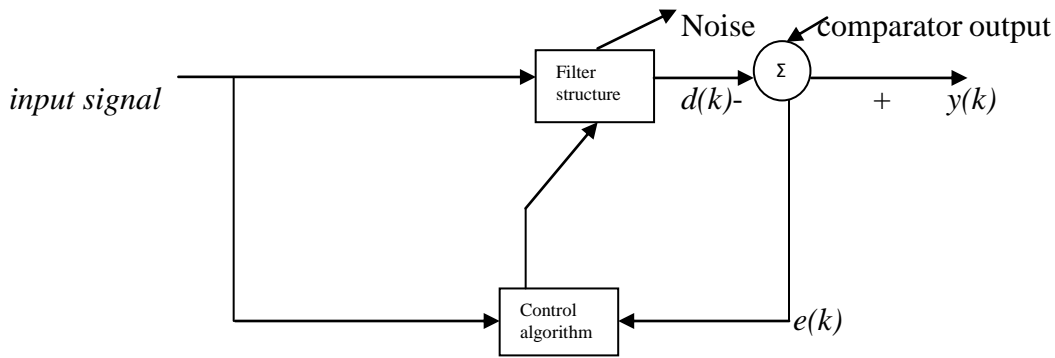 Noise
comparator output
Filter
structure
Σ
input signal
d(k)-
+
y(k)
Control
algorithm
e(k)